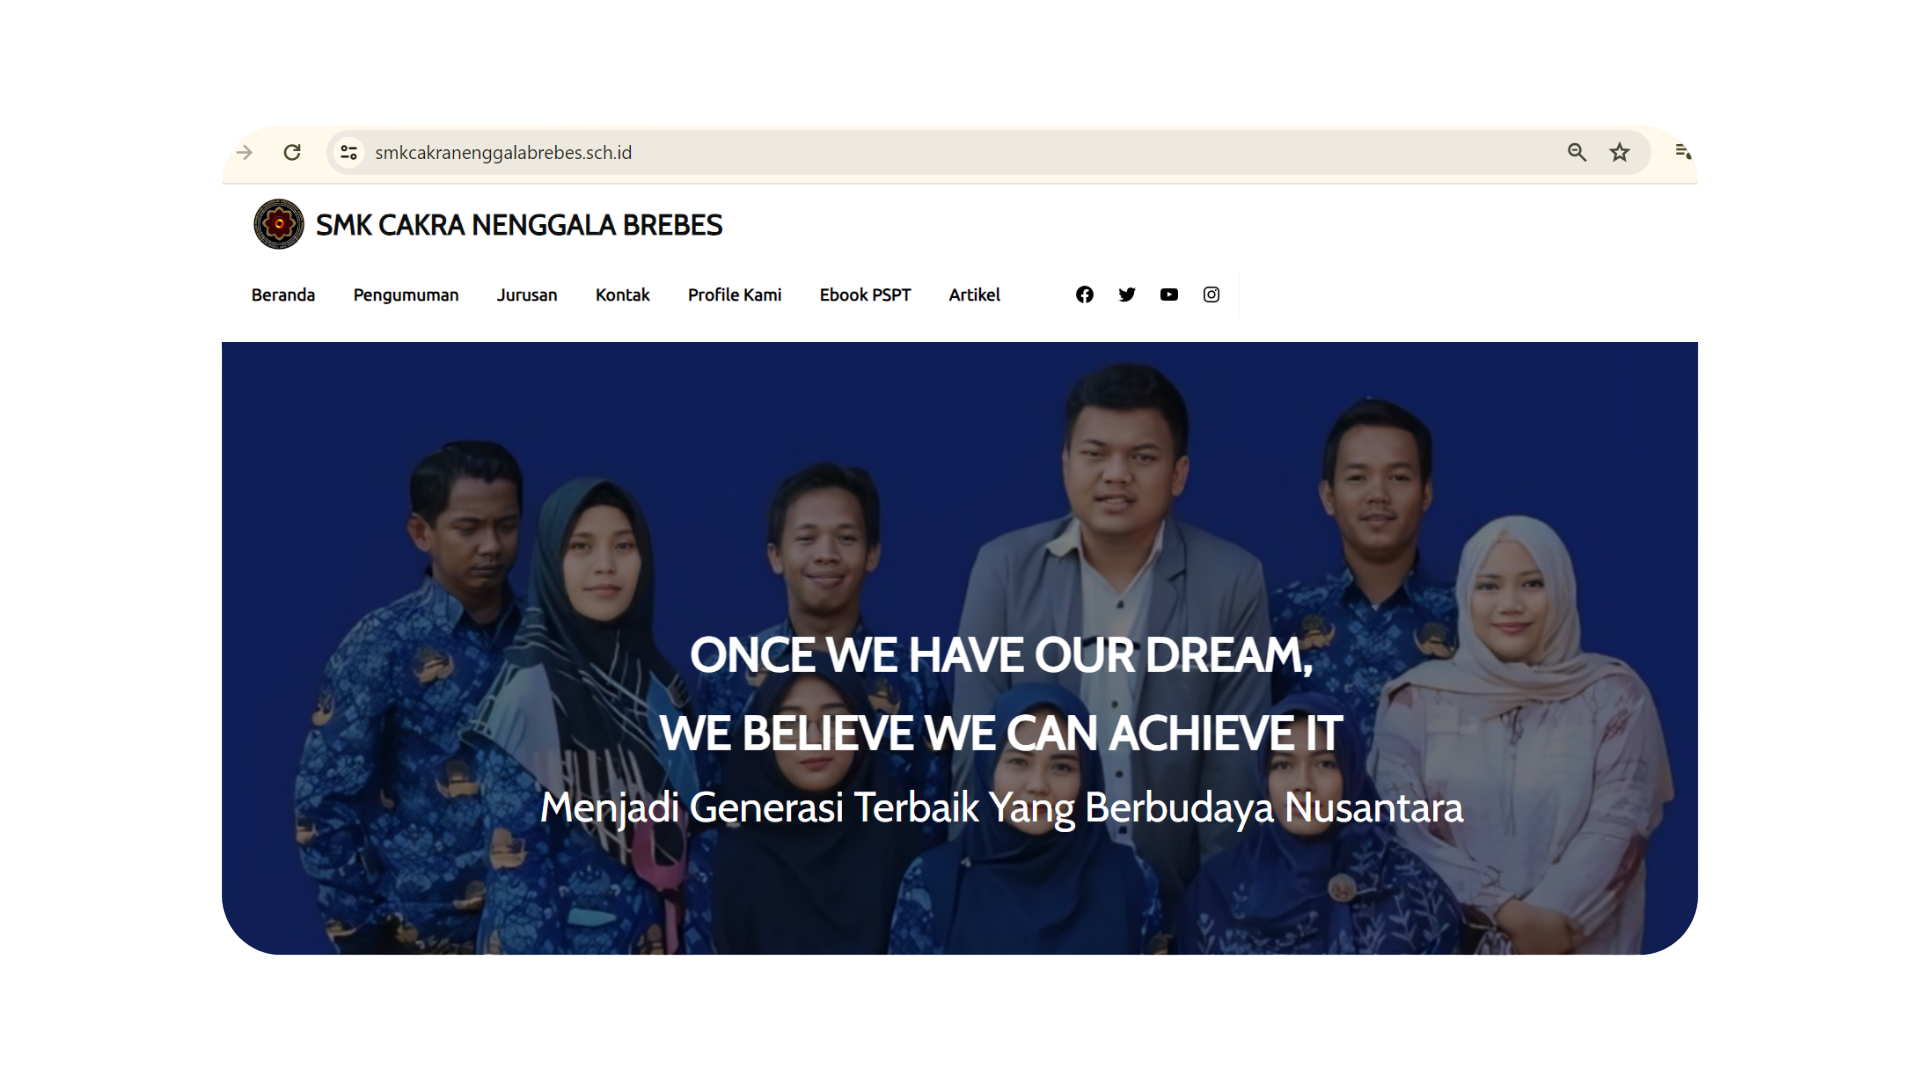 smkcakranenggalabrebes.sch.id
SMK CAKRA NENGGALA BREBES
Beranda Pengumuman Jurusan Kontak Profile Kami Ebook PSPT Artikel
ONCE WE HAVE OUR DREAM,
WE BELIEVE WE CAN ACHIEVE IT
Menjadi Generasi Terbaik Yang Berbudaya Nusantara